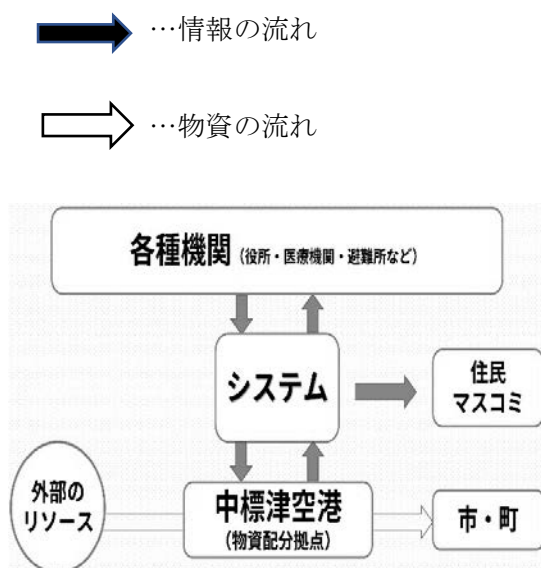 …情報の流れ
…物資の流れ
各種機関(役所・医療機関・避難所など)
システム
住民
マスコミ
外部の
リソース
中標津空港
(物資配分拠点)
市・町